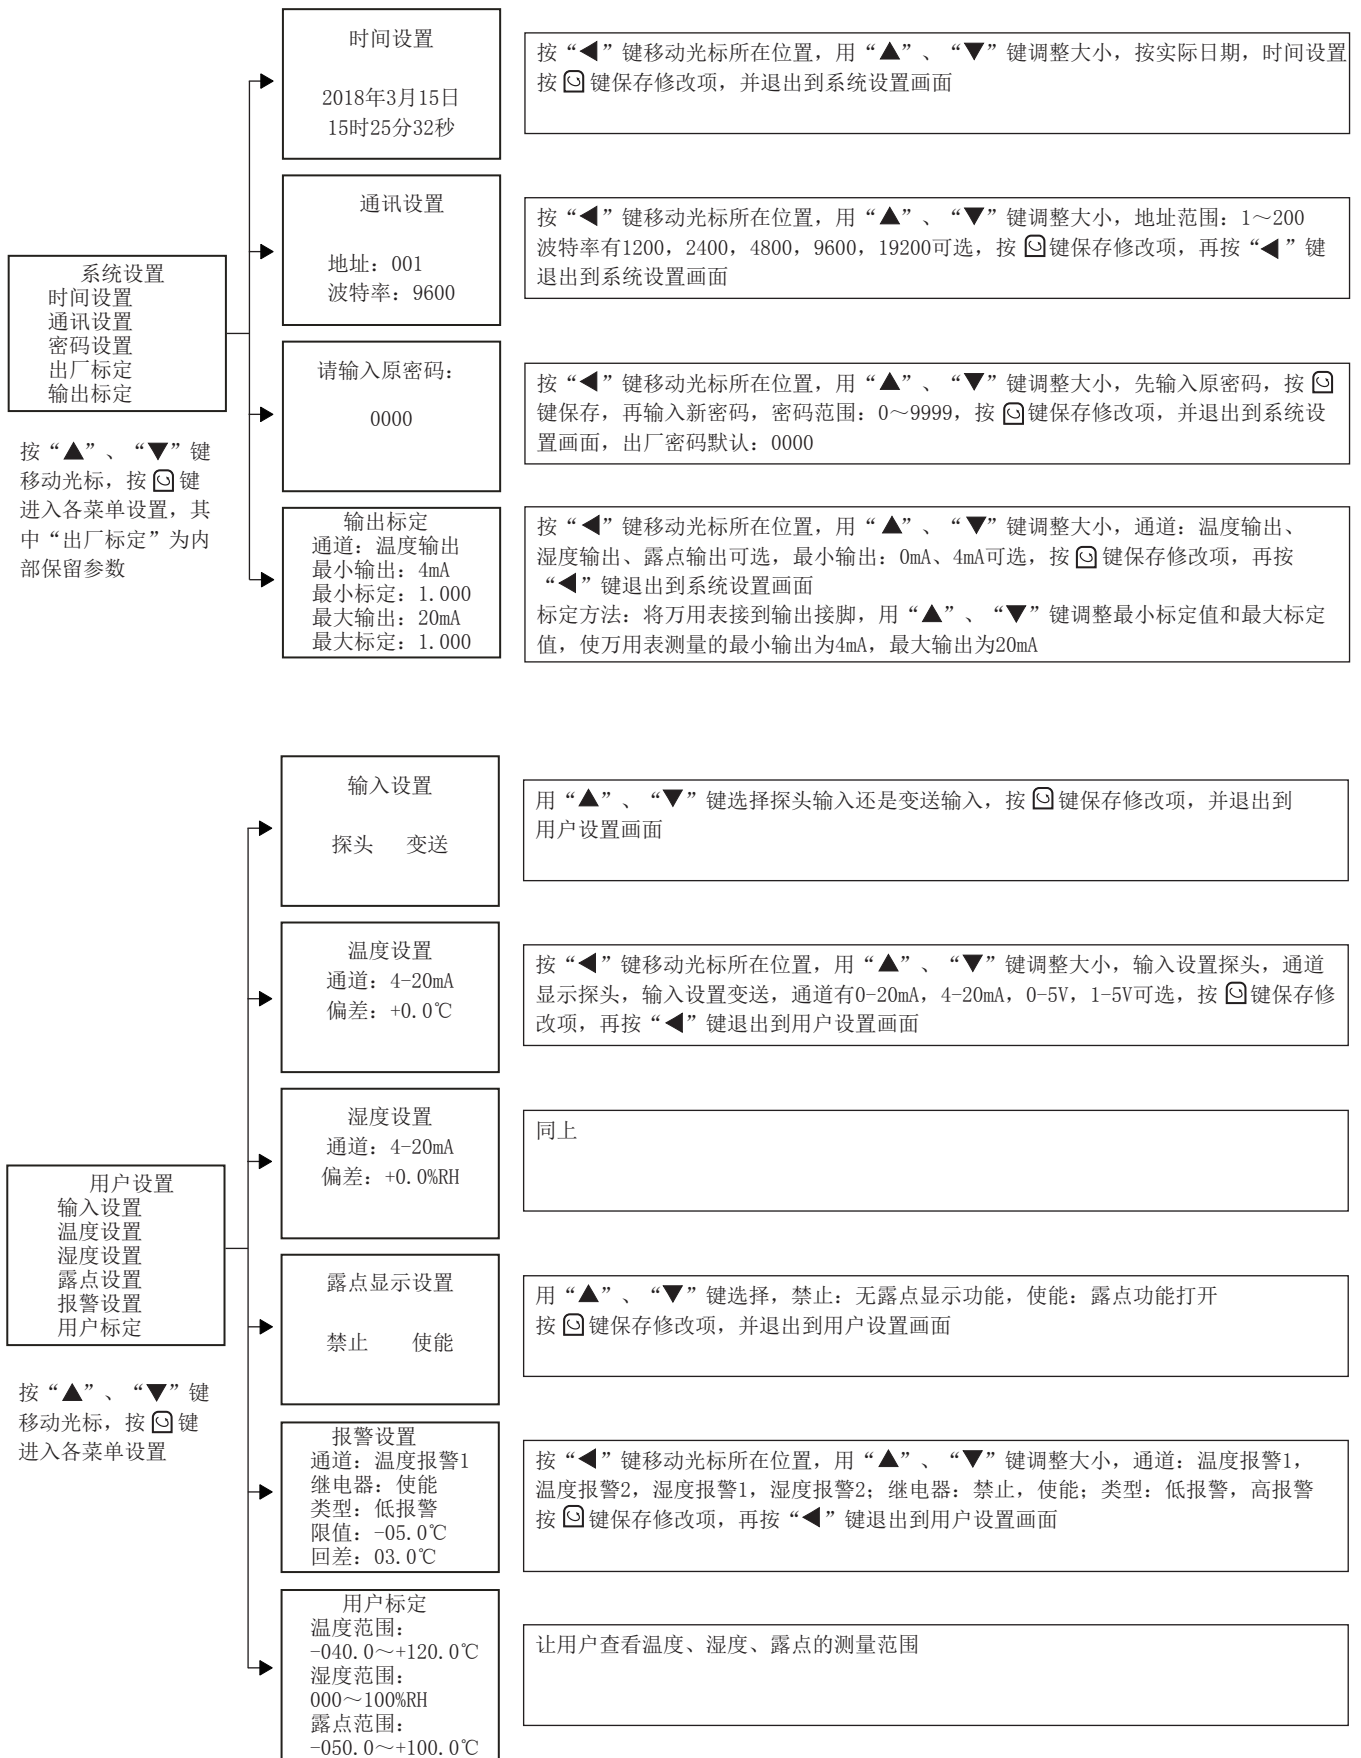 时间设置
2018年3月15日
15时25分32秒
按“◀”键移动光标所在位置，用“▲”、“▼”键调整大小，按实际日期，时间设置
按键保存修改项，并退出到系统设置画面
通讯设置
地址：001
波特率：9600
按“◀”键移动光标所在位置，用“▲”、“▼”键调整大小，地址范围：1～200
波特率有1200，2400，4800，9600，19200可选，按键保存修改项，再按“◀”键
退出到系统设置画面
系统设置
时间设置
通讯设置
密码设置
出厂标定
输出标定
按“▲”、“▼”键
移动光标，按键
进入各菜单设置，其
中“出厂标定”为内
部保留参数
请输入原密码：
0000
按“◀”键移动光标所在位置，用“▲”、“▼”键调整大小，先输入原密码，按
键保存，再输入新密码，密码范围：0～9999，按键保存修改项，并退出到系统设
置画面，出厂密码默认：0000
输出标定
通道：温度输出
最小输出：4mA
最小标定：1.000
最大输出：20mA
最大标定：1.000
按“◀”键移动光标所在位置，用“▲”、“▼”键调整大小，通道：温度输出、
湿度输出、露点输出可选，最小输出：0mA、4mA可选，按键保存修改项，再按
“◀”键退出到系统设置画面
标定方法：将万用表接到输出接脚，用“▲”、“▼”键调整最小标定值和最大标定
值，使万用表测量的最小输出为4mA，最大输出为20mA
输入设置
探头 变送
用“▲”、“▼”键选择探头输入还是变送输入，按键保存修改项，并退出到
用户设置画面
温度设置
通道：4-20mA
偏差：+0.0℃
按“◀”键移动光标所在位置，用“▲”、“▼”键调整大小，输入设置探头，通道
显示探头，输入设置变送，通道有0-20mA，4-20mA，0-5V，1-5V可选，按键保存修
改项，再按“◀”键退出到用户设置画面
湿度设置
通道：4-20mA
偏差：+0.0%RH
同上
用户设置
输入设置
温度设置
湿度设置
露点设置
报警设置
用户标定
按“▲”、“▼”键
移动光标，按键
进入各菜单设置
露点显示设置
禁止 使能
用“▲”、“▼”键选择，禁止：无露点显示功能，使能：露点功能打开
按键保存修改项，并退出到用户设置画面
报警设置
通道：温度报警1
继电器：使能
类型：低报警
限值：-05.0℃
回差：03.0℃
按“◀”键移动光标所在位置，用“▲”、“▼”键调整大小，通道：温度报警1，
温度报警2，湿度报警1，湿度报警2；继电器：禁止，使能；类型：低报警，高报警
按键保存修改项，再按“◀”键退出到用户设置画面
用户标定
温度范围：
-040.0～+120.0℃
湿度范围：
000～100%RH
露点范围：
-050.0～+100.0℃
让用户查看温度、湿度、露点的测量范围